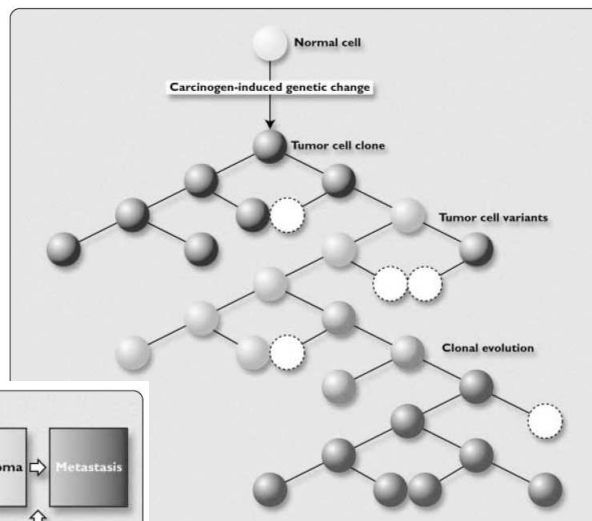 Normal cell
Carcinogen-induced genetic change
Tumor cell clone
Tumor cell variants
Clonal evolution
oma
Metastasis